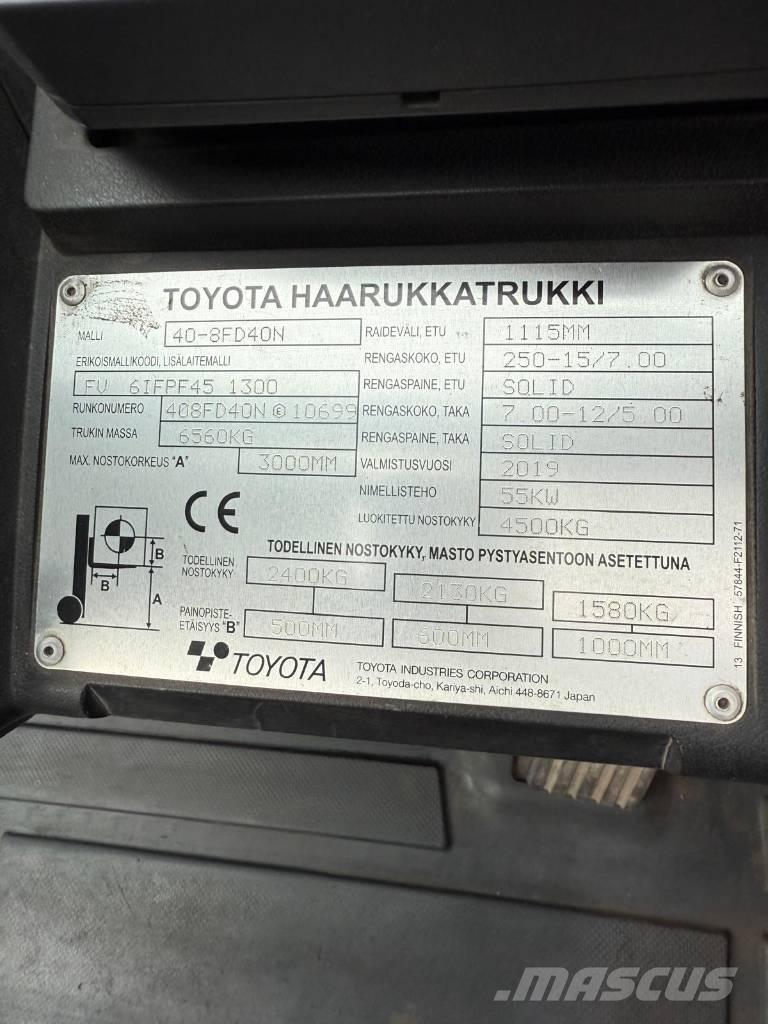 TOYOTA HAARUKKATRUKKI
MALLI 40-8FD40N
ERIKOISMALLIKOODI, LISÄLAITEMALLI
FV 6IFPF45 1300
RUNKONUMERO 408FD40N © 10699
TRUKIN MASSA 6560KG
MAX. NOSTOKORKEUS "A" 3000MM
RAIDEVÄLI, ETU 1115MM
RENGASKOKO, ETU 250-15/7.00
RENGASPAINE, ETU SOLID
RENGASKOKO, TAKA 7.00-12/5.00
RENGASPAINE, TAKA SOLID
VALMISTUSVUOSI 2019
NIMELLISTEHO 55KW
LUOKITETTU NOSTOKYKY 4500KG
CE
B
B
A
TODELLINEN NOSTOKYKY, MASTO PYSTYASENTOON ASETETTUNA
TODELLINEN
NOSTOKYKY 2400KG 2130KG 1580KG
PAINOPISTE-
ETÄISYYS "B" 500MM 600MM 1000MM
TOYOTA
TOYOTA INDUSTRIES CORPORATION
2-1, Toyoda-cho, Kariya-shi, Aichi 448-8671 Japan
13 FINNISH 57844-F2112-71
MASCUS